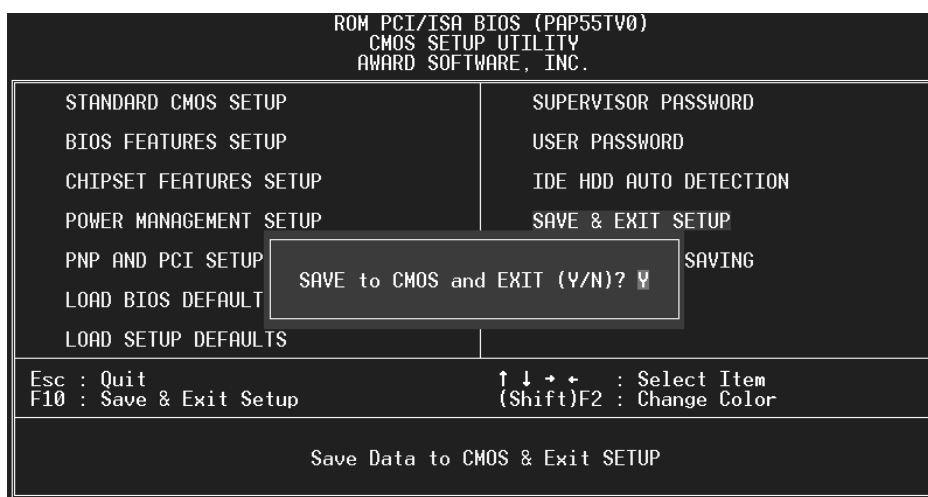 ROM PCI/ISA BIOS (PAP55TV0)
CMOS SETUP UTILITY
AWARD SOFTWARE, INC.
STANDARD CMOS SETUP
BIOS FEATURES SETUP
CHIPSET FEATURES SETUP
POWER MANAGEMENT SETUP
PNP AND PCI SETUP
LOAD BIOS DEFAULT
LOAD SETUP DEFAULTS
SUPERVISOR PASSWORD
USER PASSWORD
IDE HDD AUTO DETECTION
SAVE & EXIT SETUP
SAVING
SAVE to CMOS and EXIT (Y/N)? Y
Esc : Quit
F10 : Save & Exit Setup
↑ ↓ → ← : Select Item
(Shift)F2 : Change Color
Save Data to CMOS & Exit SETUP